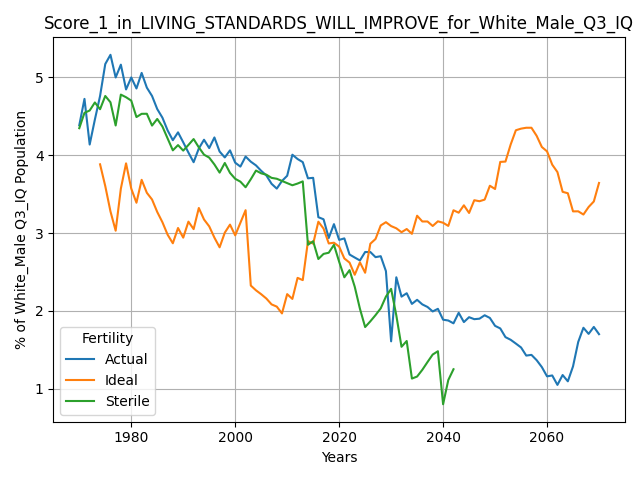 Score_1_in_LIVING_STANDARDS_WILL_IMPROVE_for_White_Male_Q3_IQ
% of White_Male Q3_IQ Population
5
4
3
2
1
Fertility
Actual
Ideal
Sterile
1980 2000 2020 2040 2060
Years